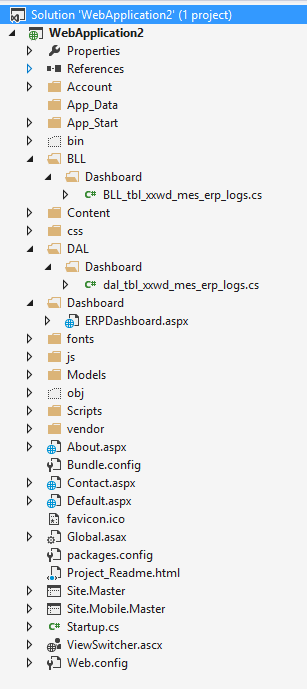 Solution 'WebApplication2' (1 project)
WebApplication2
Properties
References
Account
App_Data
App_Start
bin
BLL
Dashboard
C# BLL_tbl_xxwd_mes_erp_logs.cs
Content
css
DAL
Dashboard
C# dal_tbl_xxwd_mes_erp_logs.cs
Dashboard
ERPDashboard.aspx
fonts
js
Models
obj
Scripts
vendor
About.aspx
Bundle.config
Contact.aspx
Default.aspx
favicon.ico
Global.asax
packages.config
Project_Readme.html
Site.Master
Site.Mobile.Master
C# Startup.cs
ViewSwitcher.ascx
Web.config